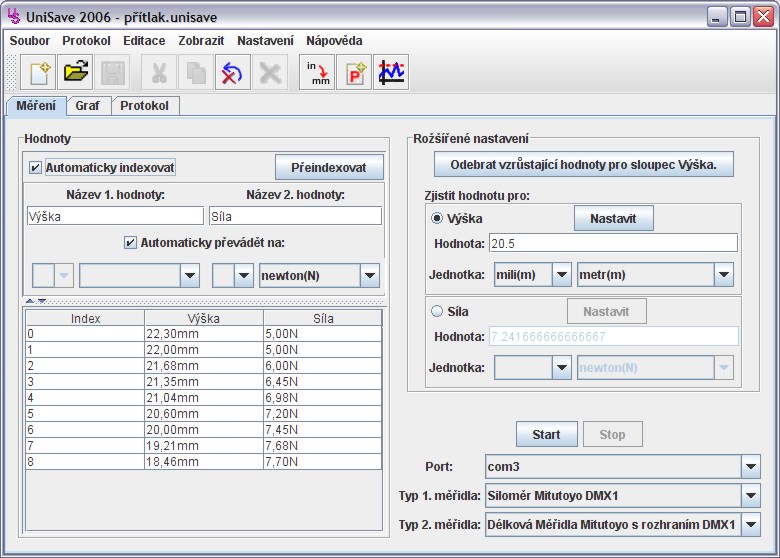 UniSave 2006 - přítlak.unisave
Soubor Protokol Editace Zobrazit Nastavení Nápověda
in mm P
Měření Graf Protokol
Hodnoty
Automaticky indexovat Přeindexovat
Název 1. hodnoty: Název 2. hodnoty:
Výška Síla
Automaticky převádět na:
newton(N)
Index Výška Síla
0 22,30mm 5,00N
1 22,00mm 5,00N
2 21,68mm 6,00N
3 21,35mm 6,45N
4 21,04mm 6,98N
5 20,60mm 7,20N
6 20,00mm 7,45N
7 19,21mm 7,68N
8 18,46mm 7,70N
Rožšířené nastavení
Odebrat vzrůstající hodnoty pro sloupec Výška.
Zjistit hodnotu pro:
Výška Nastavit
Hodnota: 20.5
Jednotka: mili(m) metr(m)
Síla Nastavit
Hodnota: 7.241666666666667
Jednotka: newton(N)
Start Stop
Port: com3
Typ 1. měřidla: Siloměr Mitutoyo DMX1
Typ 2. měřidla: Délková Měřidla Mitutoyo s rozhraním DMX1